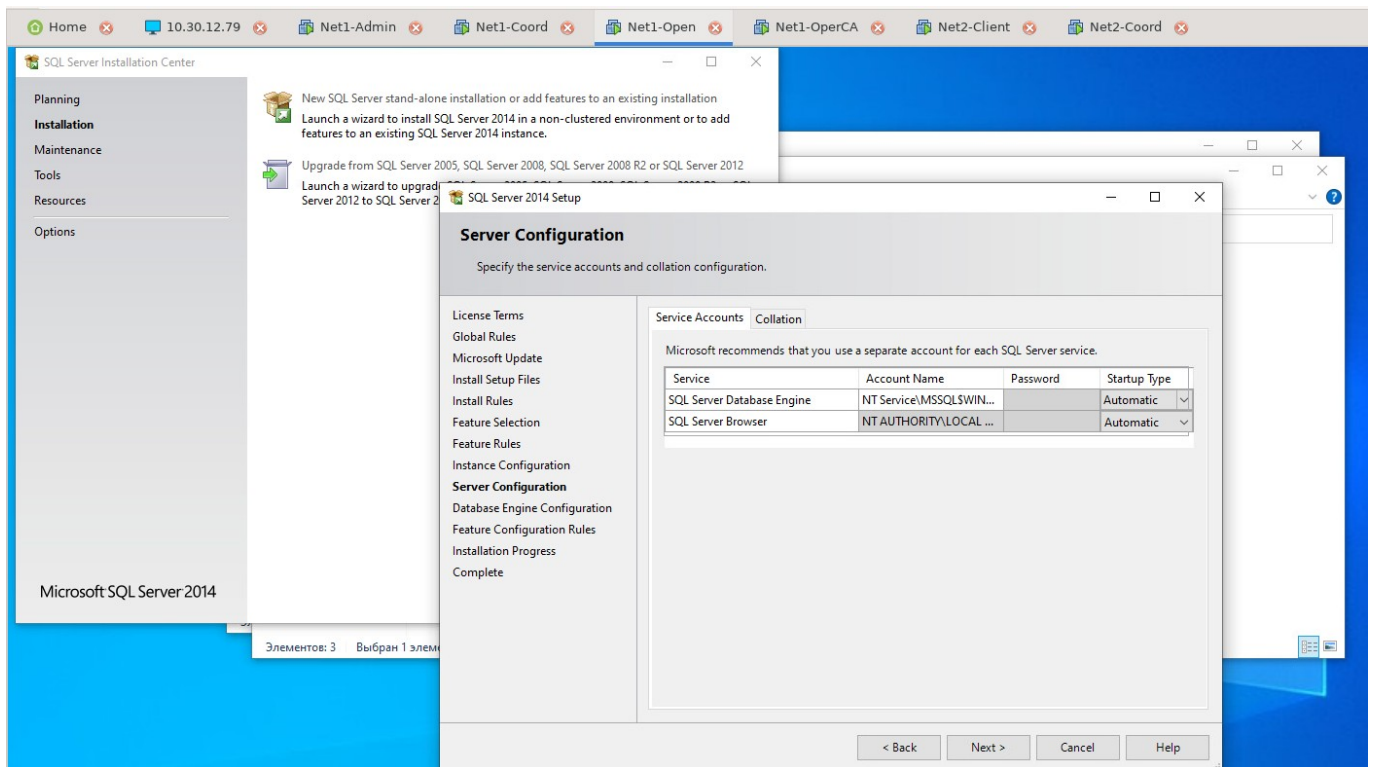 Home 10.30.12.79 Net1-Admin Net1-Coord Net1-Open Net1-OperCA Net2-Client Net2-Coord
SQL Server Installation Center
Planning
Installation
Maintenance
Tools
Resources
Options
Microsoft SQL Server 2014
New SQL Server stand-alone installation or add features to an existing installation
Launch a wizard to install SQL Server 2014 in a non-clustered environment or to add
features to an existing SQL Server 2014 instance.
Upgrade from SQL Server 2005, SQL Server 2008, SQL Server 2008 R2 or SQL Server 2012
Launch a wizard to upgrad
Server 2012 to SQL Server 2
SQL Server 2014 Setup
Server Configuration
Specify the service accounts and collation configuration.
License Terms
Global Rules
Microsoft Update
Install Setup Files
Install Rules
Feature Selection
Feature Rules
Instance Configuration
Server Configuration
Database Engine Configuration
Feature Configuration Rules
Installation Progress
Complete
Service Accounts Collation
Microsoft recommends that you use a separate account for each SQL Server service.
Service Account Name Password Startup Type
SQL Server Database Engine NT Service\MSSQL$WIN... Automatic
SQL Server Browser NT AUTHORITY\LOCAL ... Automatic
< Back Next > Cancel Help
Элементов: 3 Выбран 1 элем